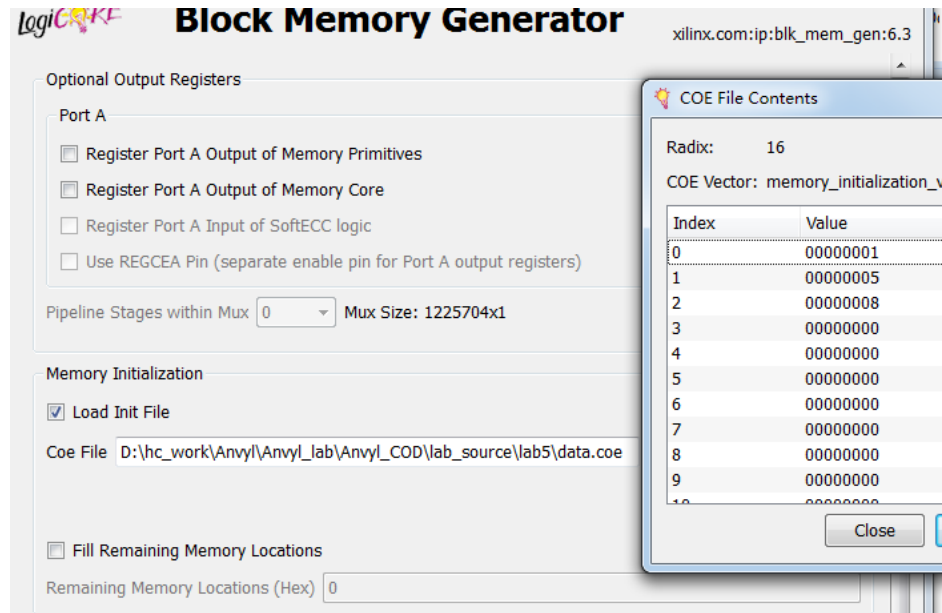 LogiCORE
Block Memory Generator
xilinx.com:ip:blk_mem_gen:6.3
Optional Output Registers
Port A
Register Port A Output of Memory Primitives
Register Port A Output of Memory Core
Register Port A Input of SoftECC logic
Use REGCEA Pin (separate enable pin for Port A output registers)
Pipeline Stages within Mux 0 Mux Size: 1225704x1
Memory Initialization
Load Init File
Coe File D:\hc_work\Anvyl\Anvyl_lab\Anvyl_COD\lab_source\lab5\data.coe
Fill Remaining Memory Locations
Remaining Memory Locations (Hex) 0
COE File Contents
Radix: 16
COE Vector: memory_initialization_v
Index Value
0 00000001
1 00000005
2 00000008
3 00000000
4 00000000
5 00000000
6 00000000
7 00000000
8 00000000
9 00000000
10 00000000
Close